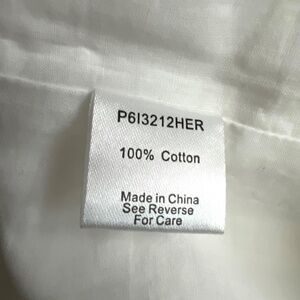 P6I3212HER
100% Cotton
Made in China
See Reverse
For Care